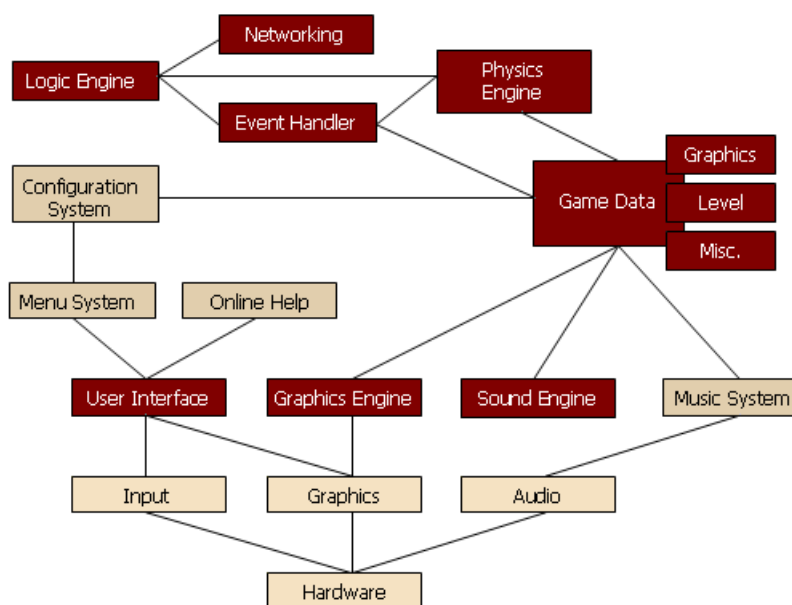 Networking
Logic Engine
Physics
Engine
Event Handler
Graphics
Configuration
System
Game Data
Level
Misc.
Menu System
Online Help
User Interface
Graphics Engine
Sound Engine
Music System
Input
Graphics
Audio
Hardware